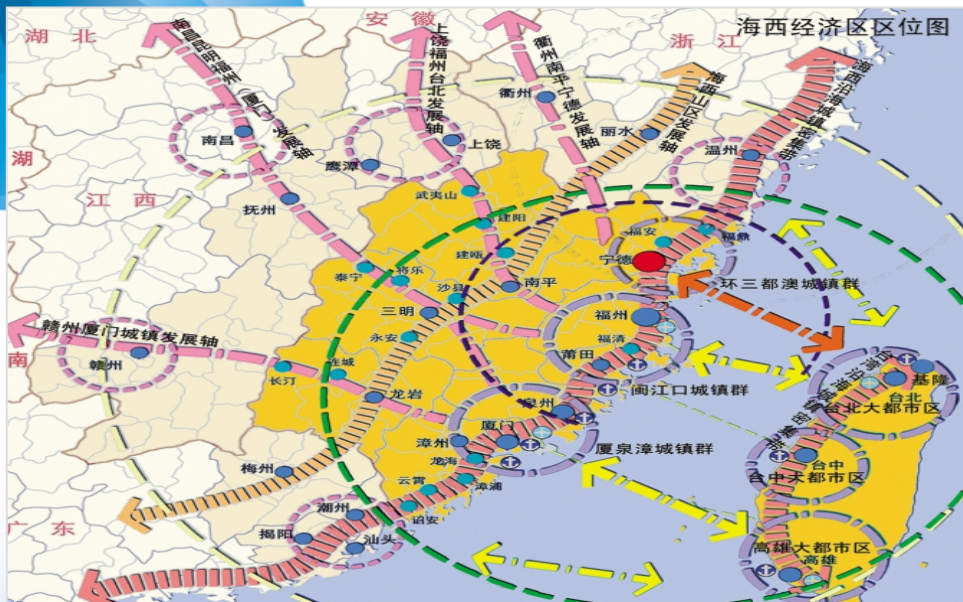 海西经济区区位图
湖北
安徽
浙江
南昌昆明福州（厦门）发展轴
上饶福州台北发展轴
衢州南平宁德发展轴
海西山区发展轴
海西沿海城镇密集带
衢州
丽水
南昌
上饶
温州
鹰潭
湖
江西
武夷山
抚州
建阳
福安
福鼎
建瓯
宁德
泰宁
将乐
沙县
南平
环三都澳城镇群
三明
福州
赣州厦门城镇发展轴
永安
福清
南
赣州
连城
莆田
长汀
龙岩
闽江口城镇群
台湾沿海城镇密集带
基隆
台北
台北大都市区
泉州
厦门
漳州
厦泉漳城镇群
龙海
台中
台中大都市区
梅州
云霄
漳浦
潮州
诏安
广东
揭阳
汕头
高雄大都市区
高雄